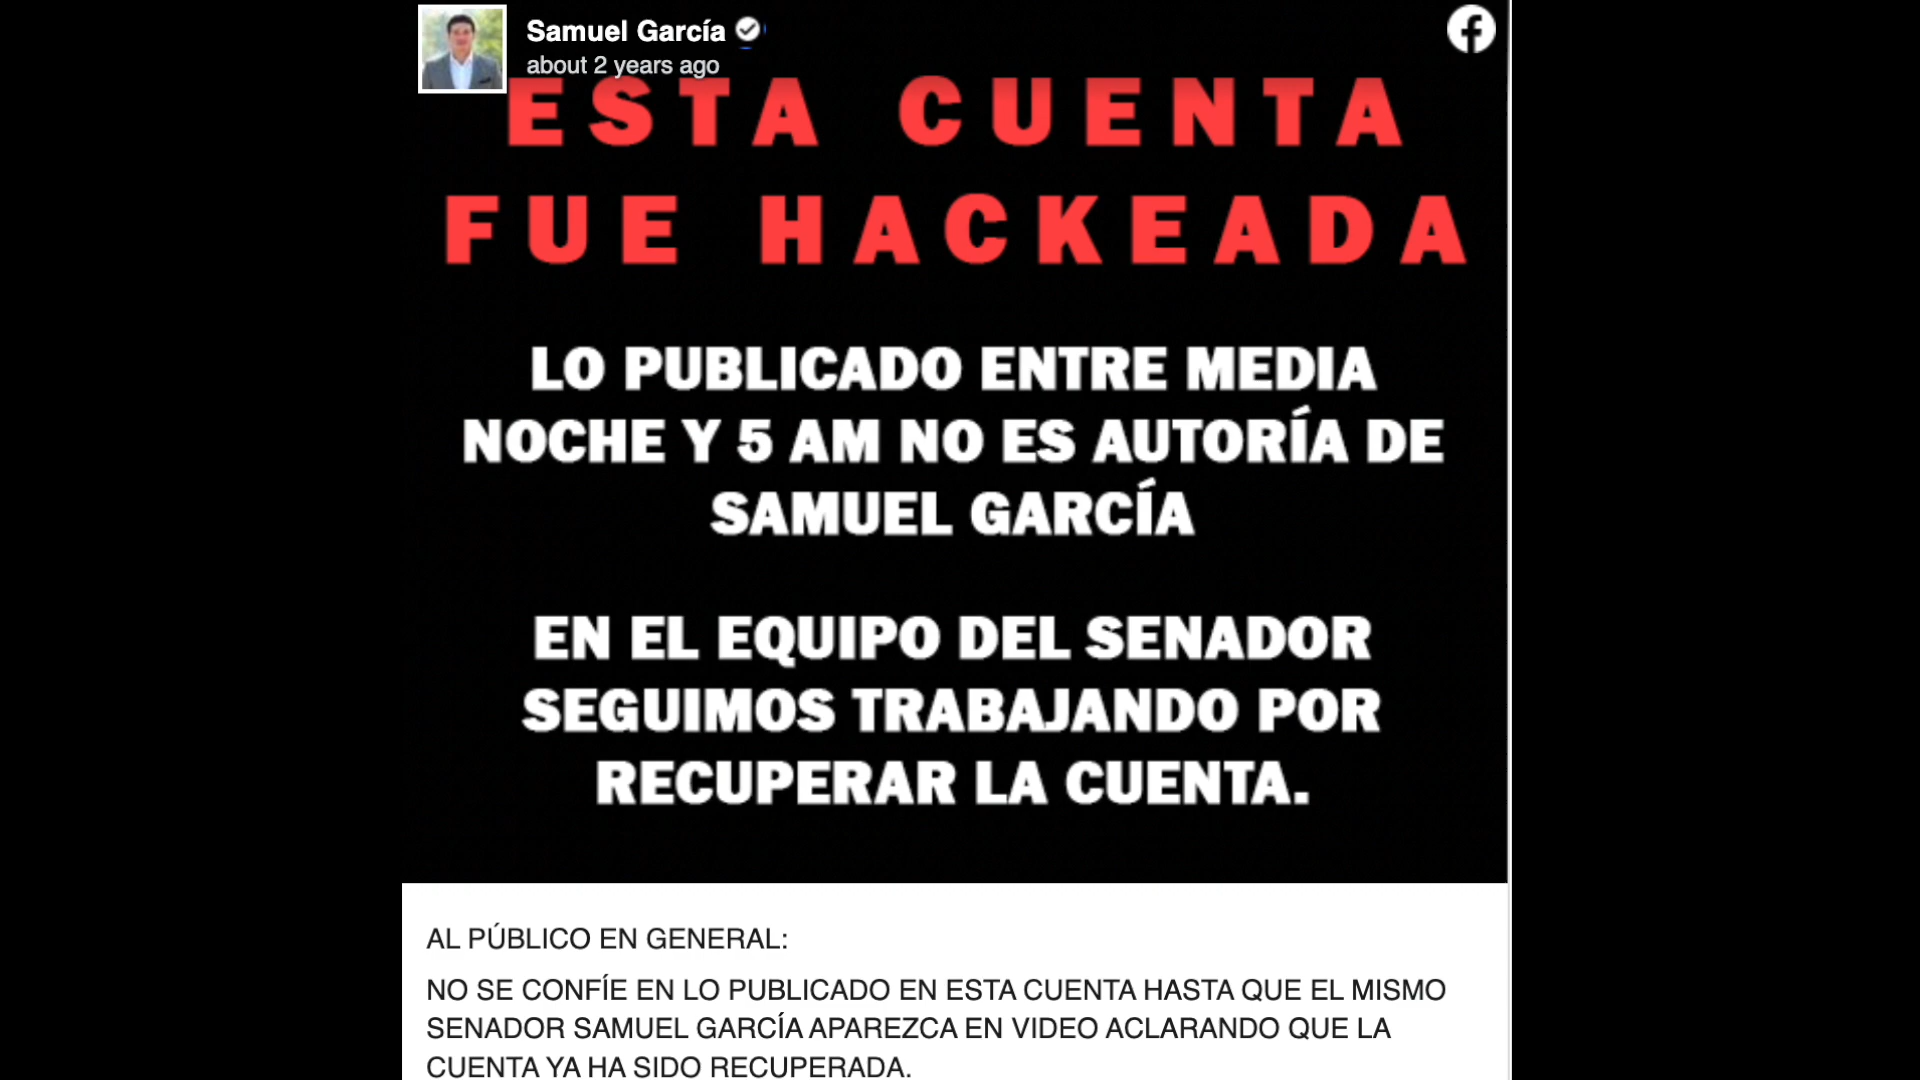 Samuel García
about 2 years ago
ESTA CUENTA
FUE HACKEADA
LO PUBLICADO ENTRE MEDIA
NOCHE Y 5 AM NO ES AUTORÍA DE
SAMUEL GARCÍA
EN EL EQUIPO DEL SENADOR
SEGUIMOS TRABAJANDO POR
RECUPERAR LA CUENTA.
AL PÚBLICO EN GENERAL:
NO SE CONFÍE EN LO PUBLICADO EN ESTA CUENTA HASTA QUE EL MISMO
SENADOR SAMUEL GARCÍA APAREZCA EN VIDEO ACLARANDO QUE LA
CUENTA YA HA SIDO RECUPERADA.